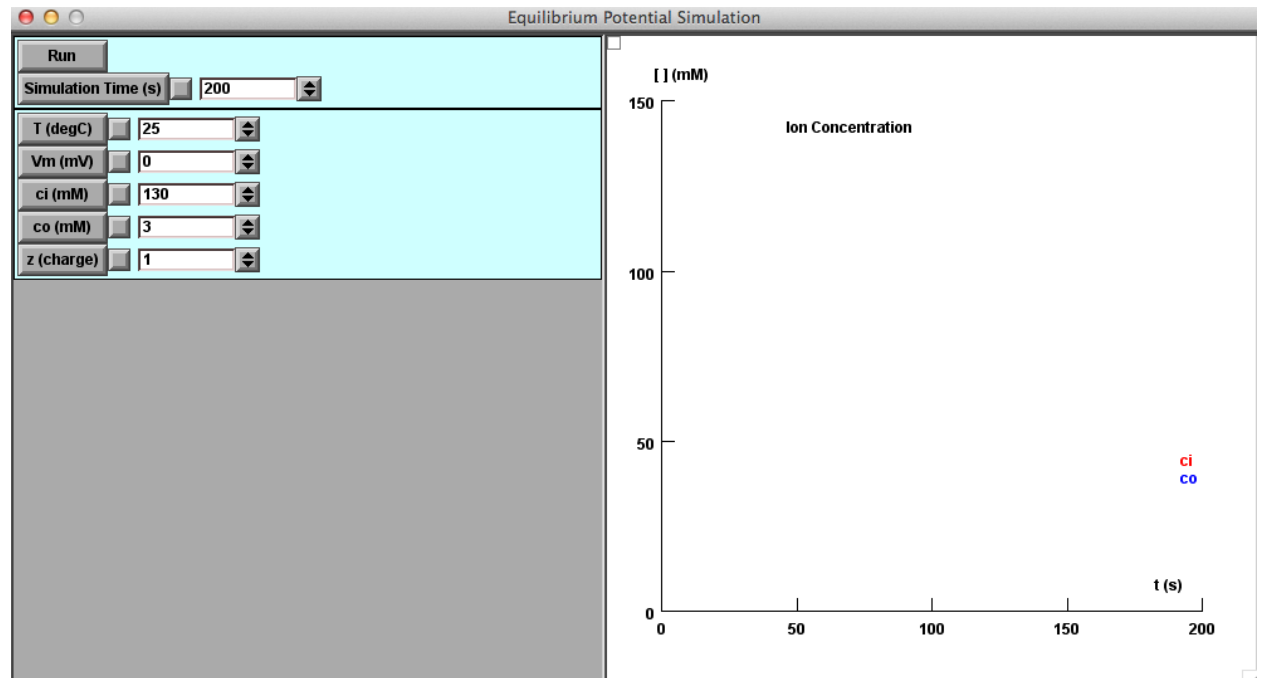 Equilibrium Potential Simulation
Run
Simulation Time (s) 200
T (degC) 25
Vm (mV) 0
ci (mM) 130
co (mM) 3
z (charge) 1
[ ] (mM)
150
Ion Concentration
100
50
ci
co
t (s)
0
0 50 100 150 200